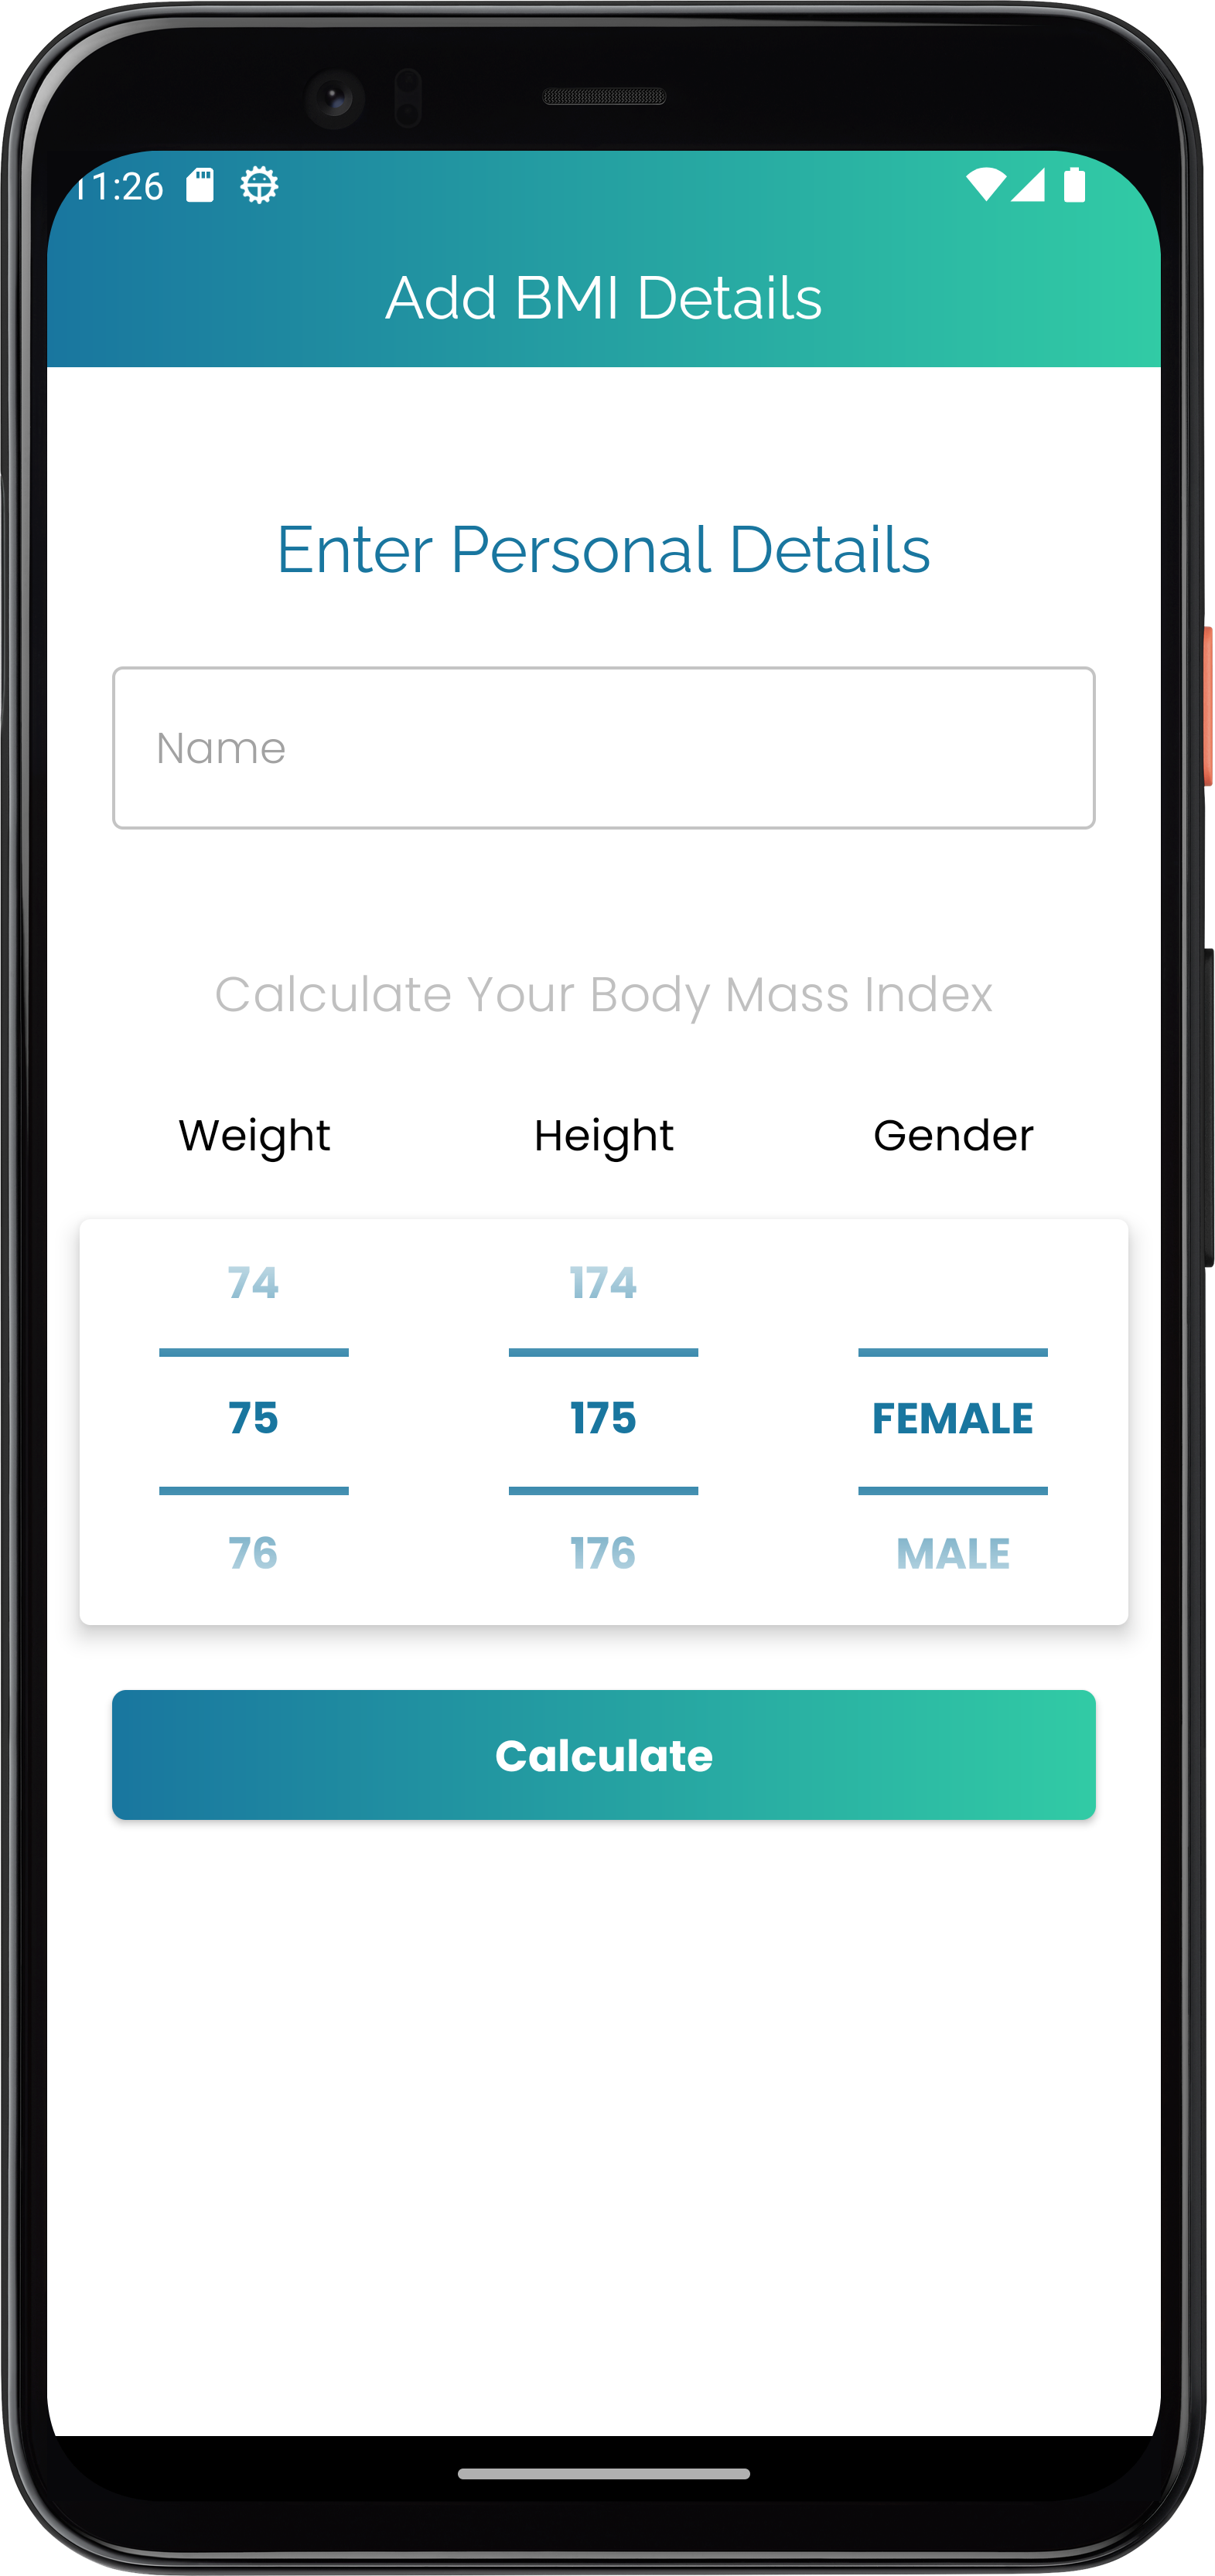 11:26
Add BMI Details
Enter Personal Details
Name
Calculate Your Body Mass Index
Weight Height Gender
74 174
75 175 FEMALE
76 176 MALE
Calculate